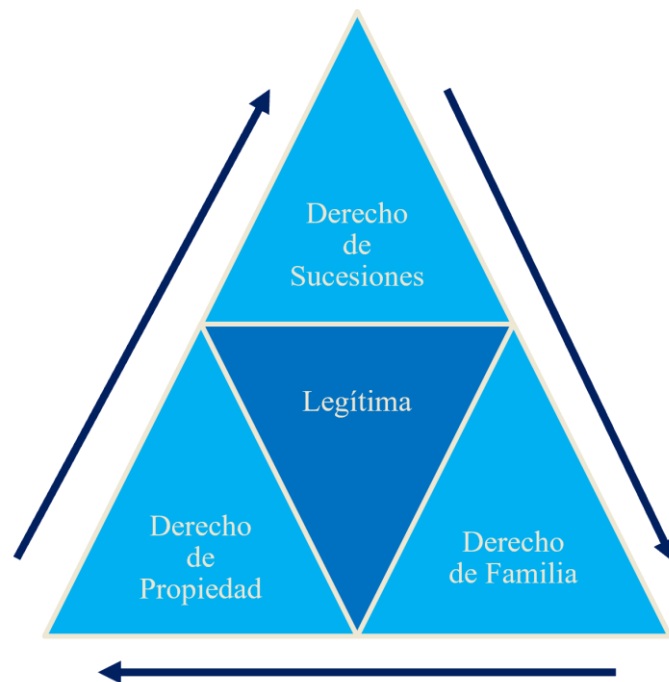 Derecho
de
Sucesiones
Legítima
Derecho
de
Propiedad
Derecho
de Familia